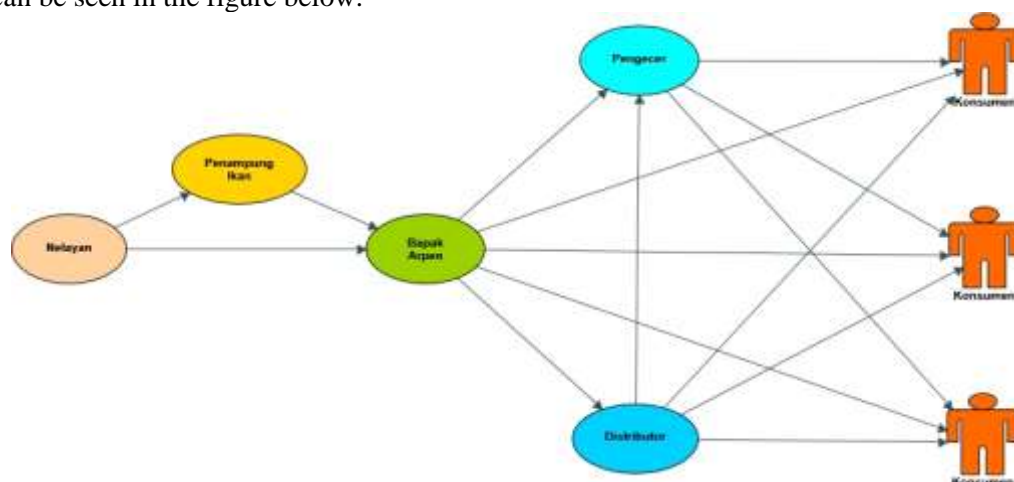 can be seen in the figure below.
Pengecer
Konsumen
Penampung
Ikan
Nelayan
Bapak
Arpan
Konsumen
Distributor
Konsumen